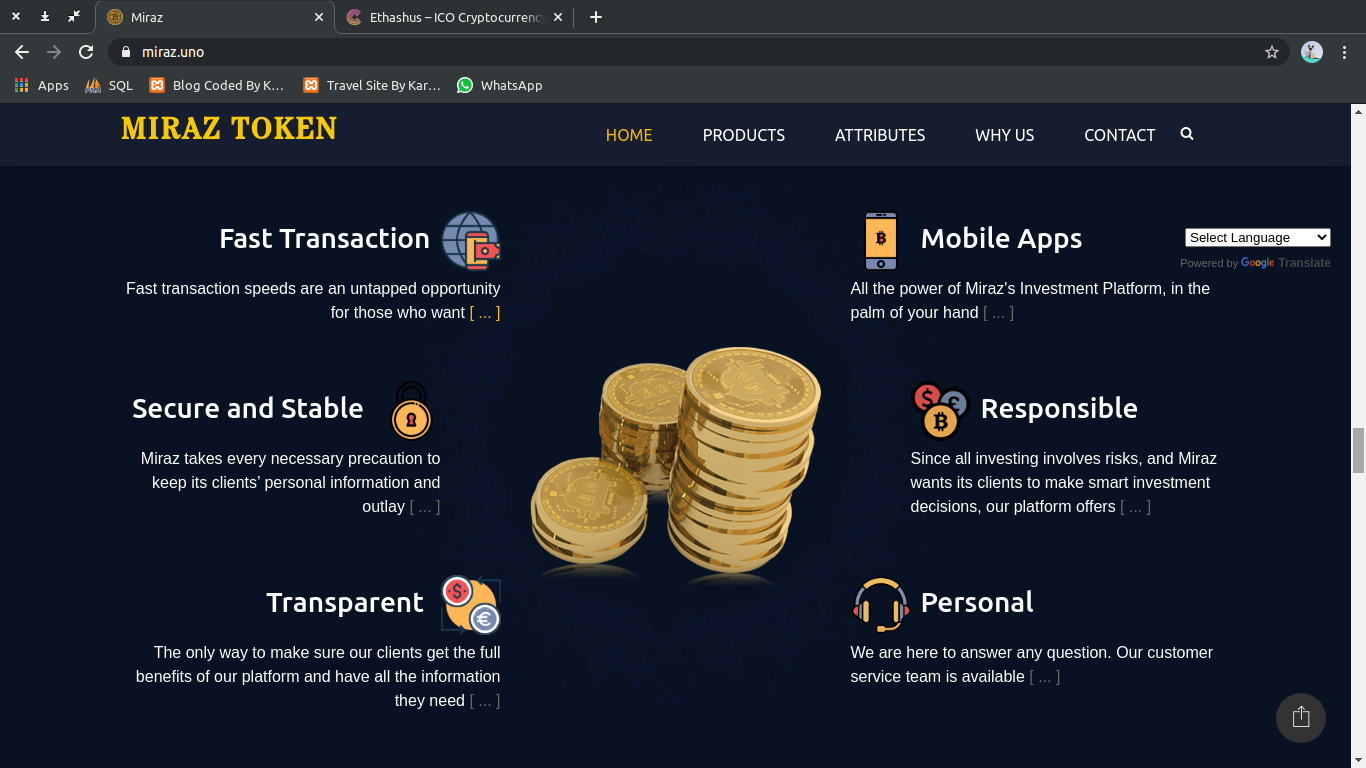 Miraz
Ethashus – ICO Cryptocurrency
miraz.uno
Apps
SQL
Blog Coded By K...
Travel Site By Kar...
WhatsApp
MIRAZ TOKEN
HOME
PRODUCTS
ATTRIBUTES
WHY US
CONTACT
Fast Transaction
Fast transaction speeds are an untapped opportunity
for those who want [ ... ]
Mobile Apps
All the power of Miraz's Investment Platform, in the
palm of your hand [ ... ]
Select Language
Powered by Google Translate
Secure and Stable
Miraz takes every necessary precaution to
keep its clients’ personal information and
outlay [ ... ]
Responsible
Since all investing involves risks, and Miraz
wants its clients to make smart investment
decisions, our platform offers [ ... ]
Transparent
The only way to make sure our clients get the full
benefits of our platform and have all the information
they need [ ... ]
Personal
We are here to answer any question. Our customer
service team is available [ ... ]